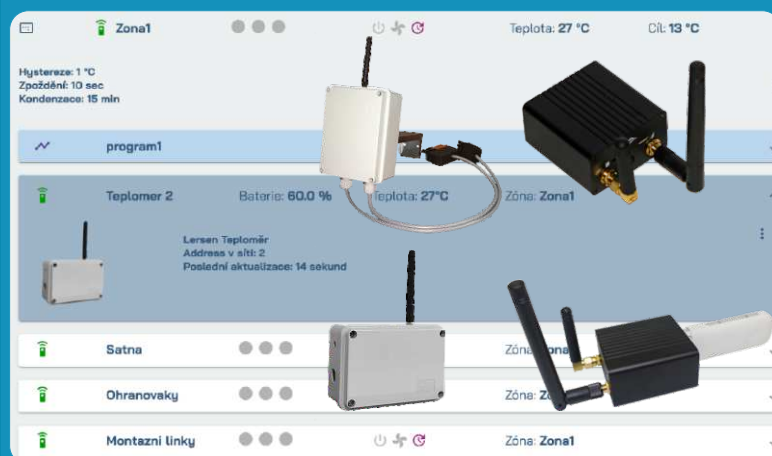 Zona1 Teplota: 27 °C Cíl: 13 °C
Hystereze: 1 °C
Zpoždění: 10 sec
Kondenzace: 15 min
program1
Teplomer 2 Baterie: 60.0 % Teplota: 27°C Zóna: Zona1
Lersen Teploměr
Address v síti: 2
Poslední aktualizace: 14 sekund
Satna Zóna:
Ohranovaky Zóna:
Montazní linky Zóna: Zona1